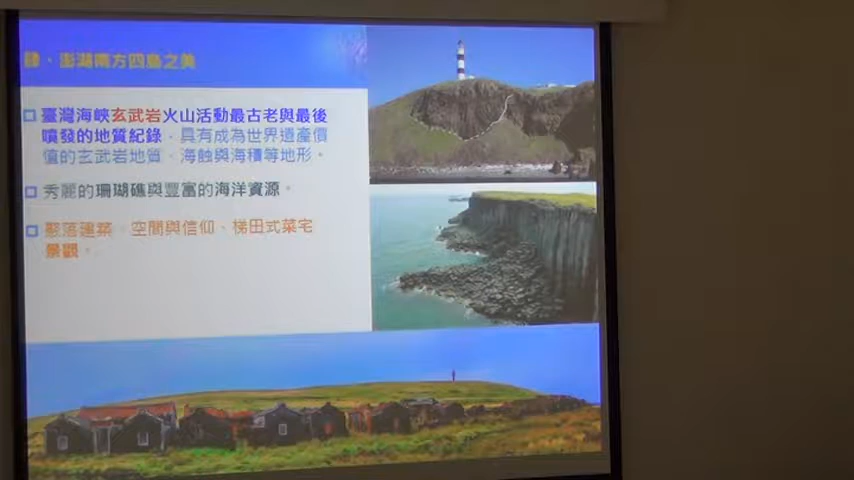 肆、澎湖南方四島之美
臺灣海峽玄武岩火山活動最古老與最後
噴發的地質紀錄，具有成為世界遺產價
值的玄武岩地質、海蝕與海積等地形。
秀麗的珊瑚礁與豐富的海洋資源。
聚落建築、空間與信仰、梯田式菜宅
景觀。